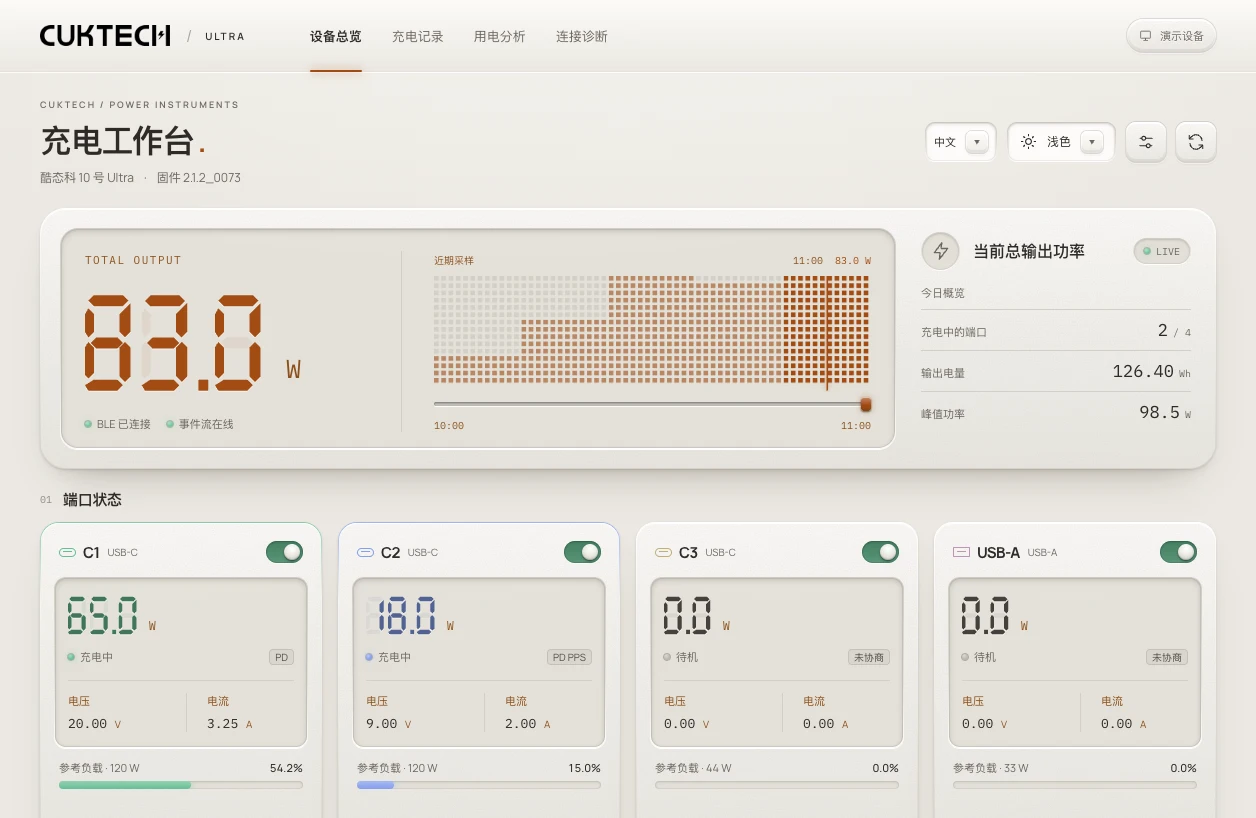 CUKTECH / ULTRA
设备总览 充电记录 用电分析 连接诊断
演示设备
CUKTECH / POWER INSTRUMENTS
充电工作台.
酷态科 10 号 Ultra · 固件 2.1.2_0073
中文
浅色
TOTAL OUTPUT
83.0 W
BLE 已连接 事件流在线
近期采样 11:00 83.0 W
10:00 11:00
当前总输出功率
LIVE
今日概览
充电中的端口 2 / 4
输出电量 126.40 Wh
峰值功率 98.5 W
01 端口状态
C1 USB-C
65.0 W
充电中 PD
电压 电流
20.00 V 3.25 A
参考负载 · 120 W 54.2%
C2 USB-C
18.0 W
充电中 PD PPS
电压 电流
9.00 V 2.00 A
参考负载 · 120 W 15.0%
C3 USB-C
0.0 W
待机 未协商
电压 电流
0.00 V 0.00 A
参考负载 · 44 W 0.0%
USB-A USB-A
0.0 W
待机 未协商
电压 电流
0.00 V 0.00 A
参考负载 · 33 W 0.0%